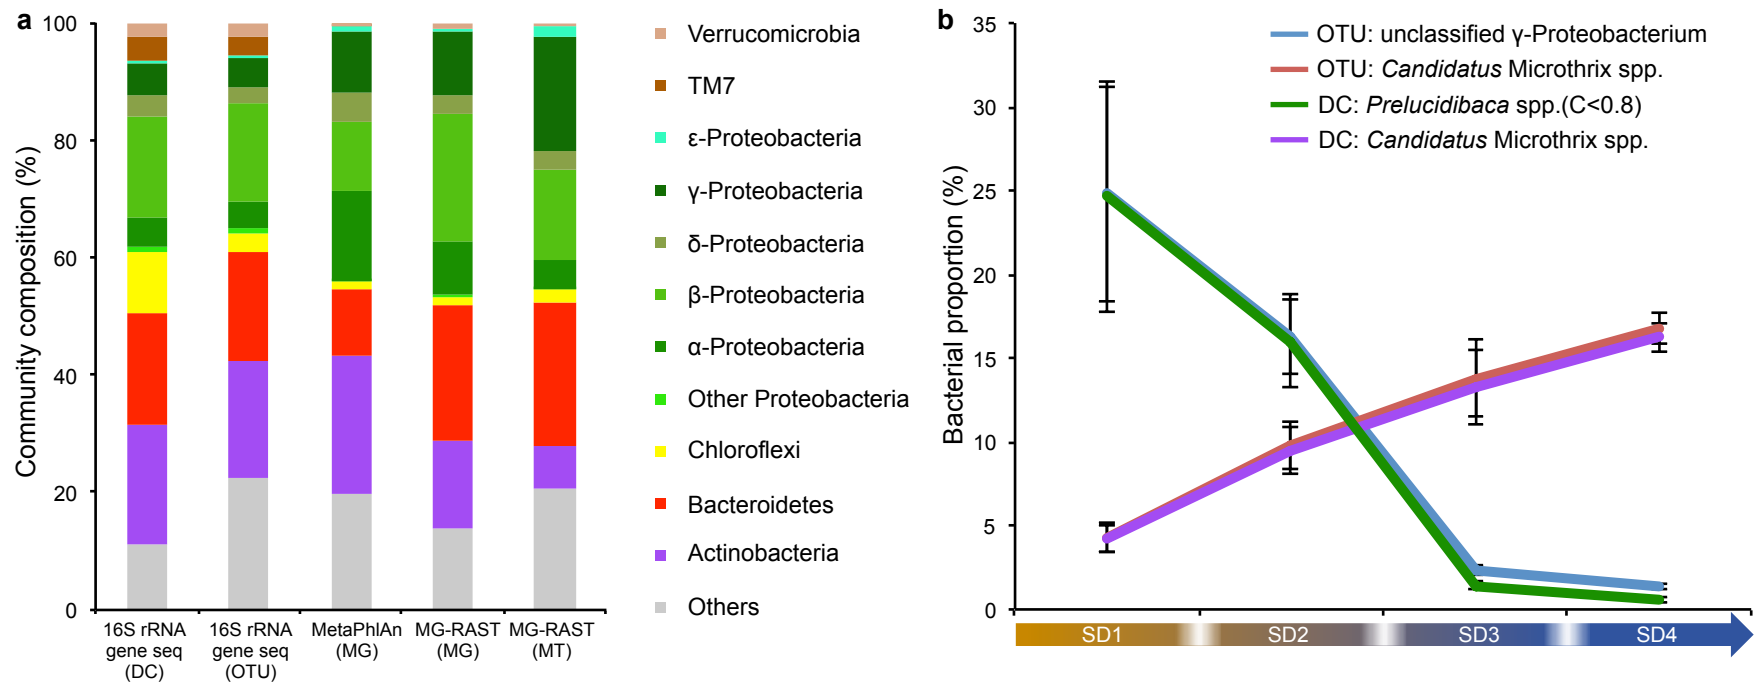 a
Community composition (%)
100
80
60
40
20
0
16S rRNA
gene seq
(DC)
16S rRNA
gene seq
(OTU)
MetaPhlAn
(MG)
MG-RAST
(MG)
MG-RAST
(MT)
Verrucomicrobia
TM7
ε-Proteobacteria
γ-Proteobacteria
δ-Proteobacteria
β-Proteobacteria
α-Proteobacteria
Other Proteobacteria
Chloroflexi
Bacteroidetes
Actinobacteria
Others
b
Bacterial proportion (%)
35
30
25
20
15
10
5
0
OTU: unclassified γ-Proteobacterium
OTU: Candidatus Microthrix spp.
DC: Prelucidibaca spp.(C<0.8)
DC: Candidatus Microthrix spp.
SD1
SD2
SD3
SD4